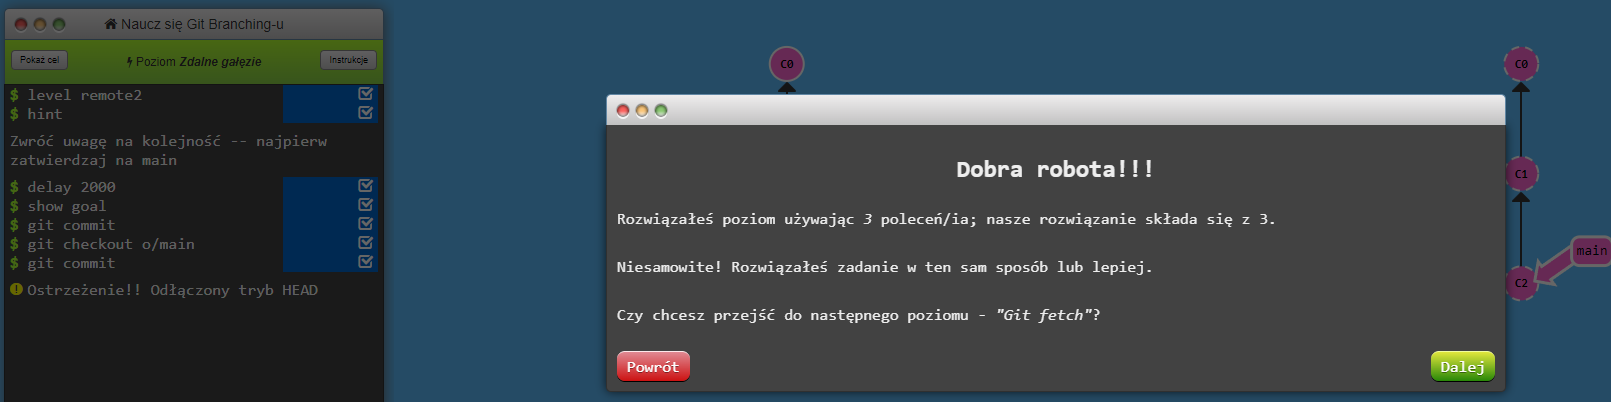 Naucz się Git Branching-u
Pokaż cel
Poziom Zdalne gałęzie
Instrukcje
$ level remote2
$ hint
Zwróć uwagę na kolejność -- najpierw
zatwierdzaj na main
$ delay 2000
$ show goal
$ git commit
$ git checkout o/main
$ git commit
Ostrzeżenie!! Odłączony tryb HEAD
C0
Dobra robota!!!
Rozwiązałeś poziom używając 3 poleceń/ia; nasze rozwiązanie składa się z 3.
Niesamowite! Rozwiązałeś zadanie w ten sam sposób lub lepiej.
Czy chcesz przejść do następnego poziomu - "Git fetch"?
Powrót
Dalej
C0
C1
main
C2